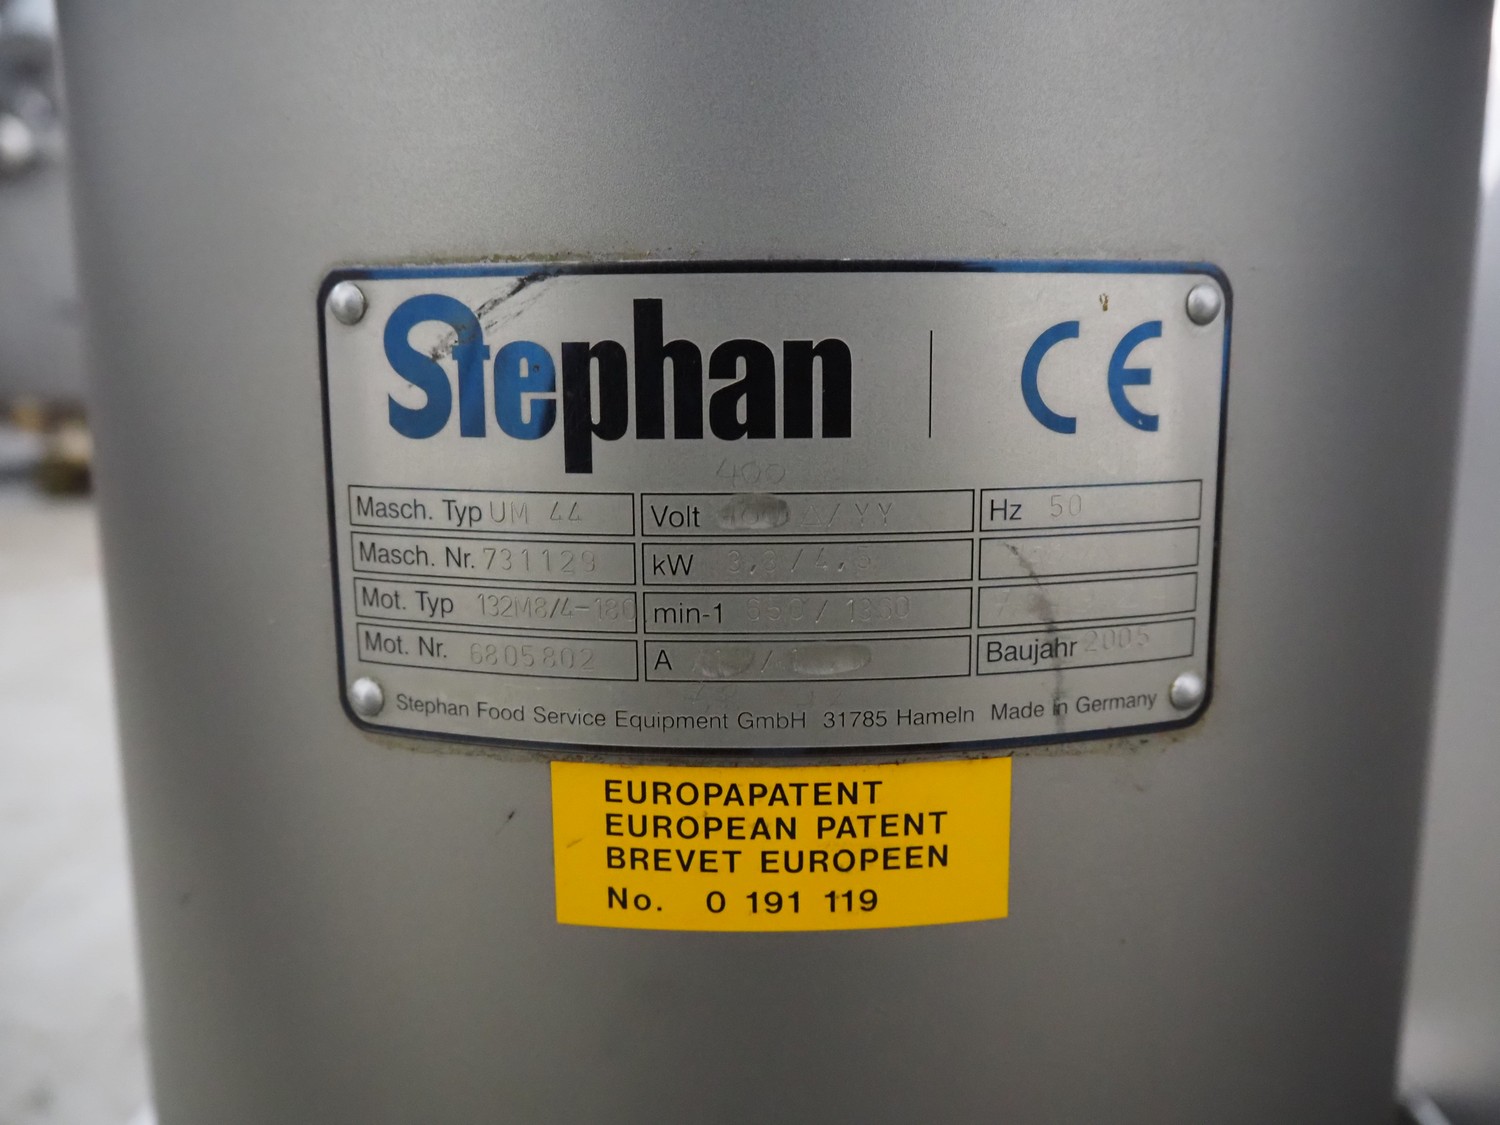 Stephan CE
400
Masch. Typ UM 44 Volt Δ/YY Hz 50
Masch. Nr. 731129 kW
Mot. Typ 132M8/4-180 min-1
Mot. Nr. 6805802 A Baujahr 2005
Stephan Food Service Equipment GmbH 31785 Hameln Made in Germany
EUROPAPATENT
EUROPEAN PATENT
BREVET EUROPEEN
No. 0 191 119